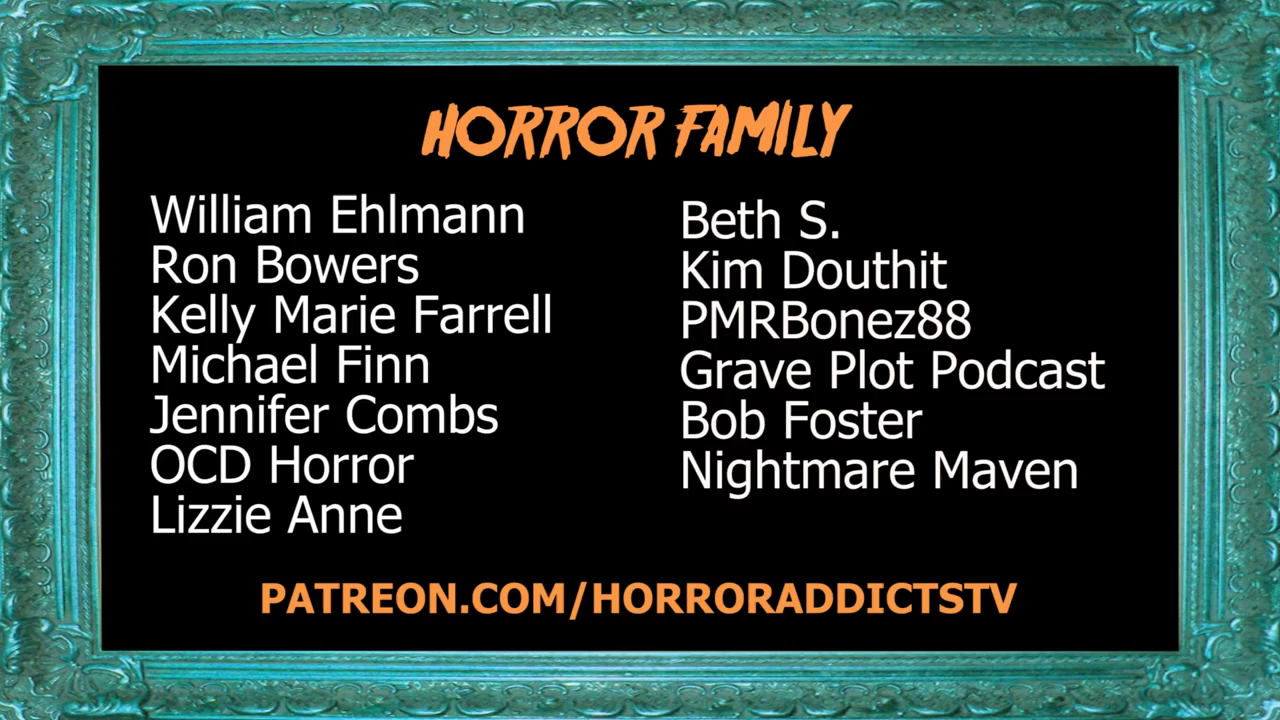 HORROR FAMILY
William Ehlmann
Ron Bowers
Kelly Marie Farrell
Michael Finn
Jennifer Combs
OCD Horror
Lizzie Anne
Beth S.
Kim Douthit
PMRBonez88
Grave Plot Podcast
Bob Foster
Nightmare Maven
PATREON.COM/HORRORADDICTSTV